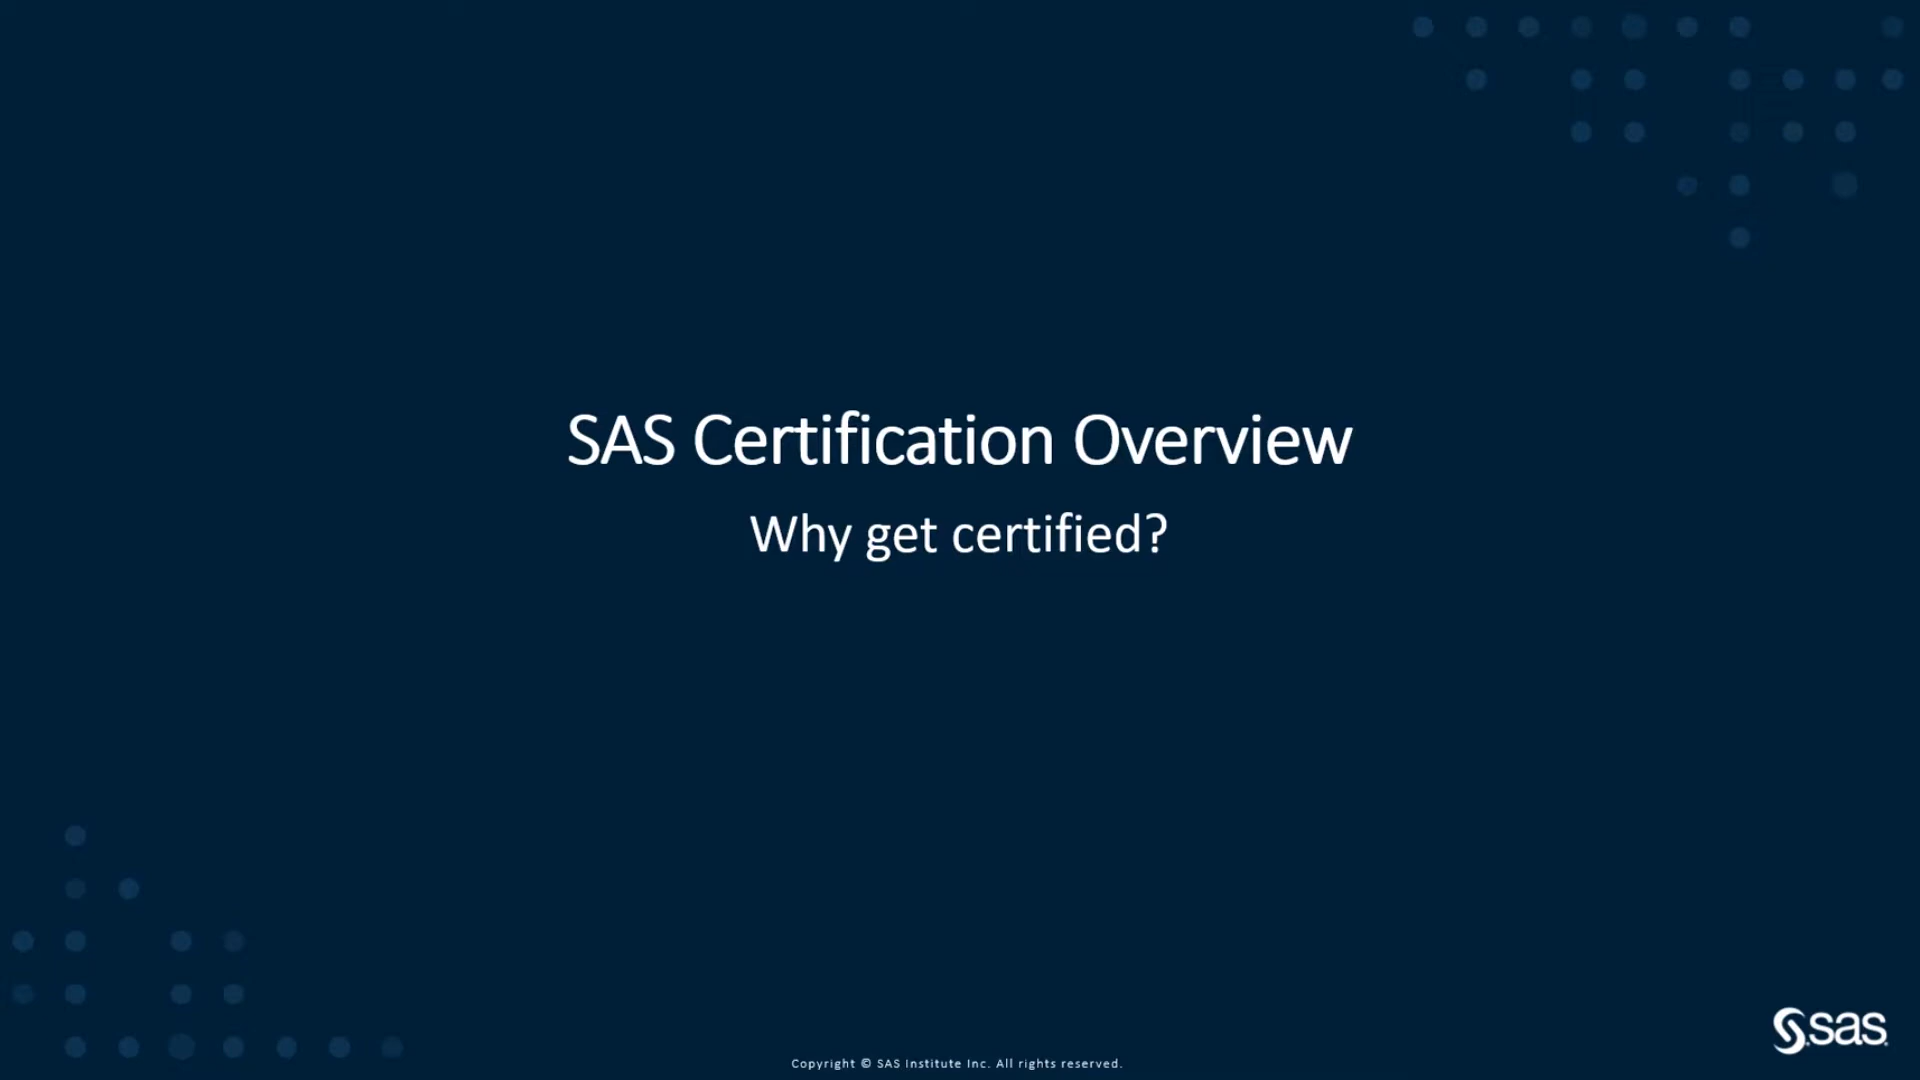 SAS Certification Overview
Why get certified?
sas
Copyright © SAS Institute Inc. All rights reserved.